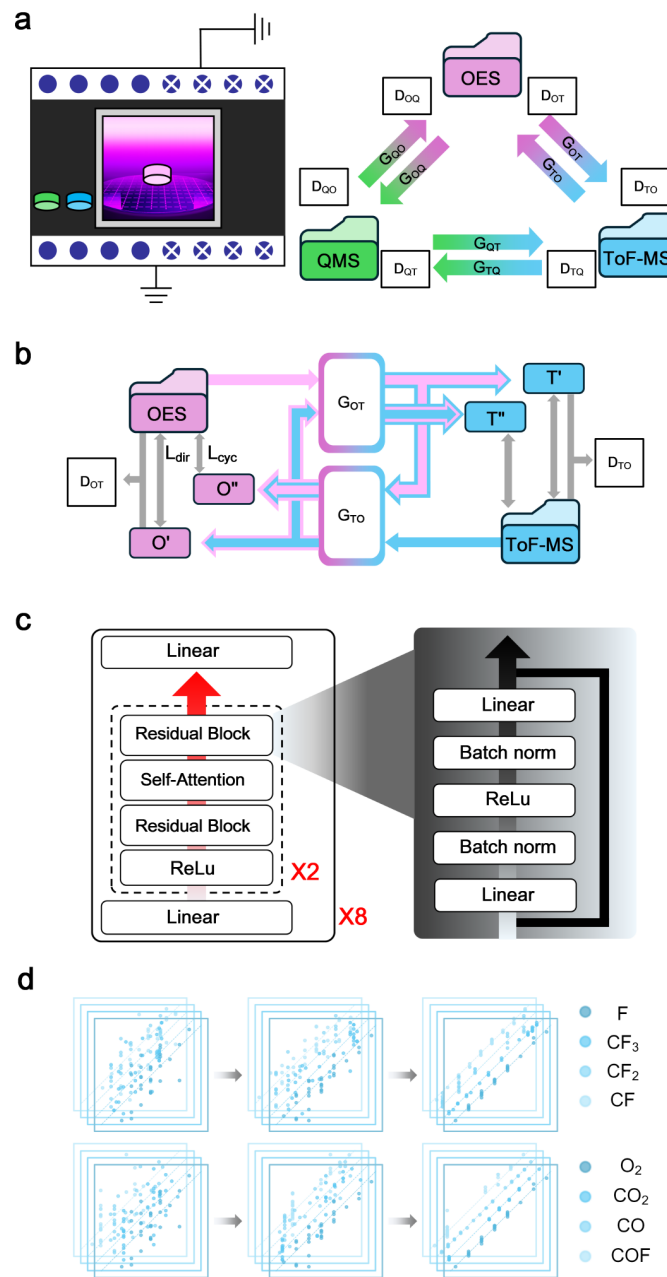 a
OES
D_OQ
D_OT
G_QO
G_OQ
G_OT
G_TO
D_QO
D_TO
QMS
G_QT
G_TQ
D_QT
D_TQ
ToF-MS
b
OES
G_OT
T'
T"
L_dir
L_cyc
D_OT
O"
D_TO
G_TO
O'
ToF-MS
c
Linear
Residual Block
Self-Attention
Residual Block
ReLu
X2
Linear
X8
Linear
Batch norm
ReLu
Batch norm
Linear
d
F
CF₃
CF₂
CF
O₂
CO₂
CO
COF